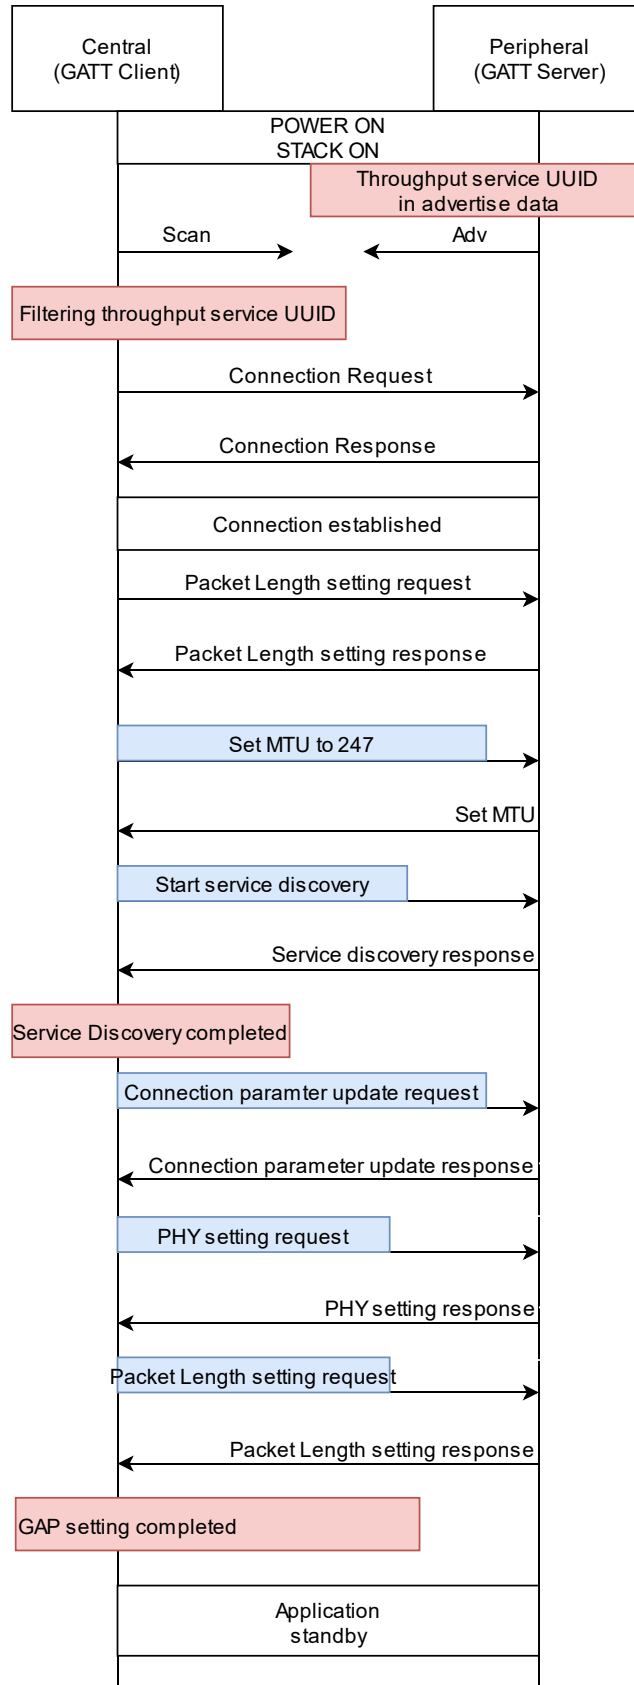 Central
(GATT Client)
Peripheral
(GATT Server)
POWER ON
STACK ON
Throughput service UUID
in advertise data
Scan
Adv
Filtering throughput service UUID
Connection Request
Connection Response
Connection established
Packet Length setting request
Packet Length setting response
Set MTU to 247
Set MTU
Start service discovery
Service discovery response
Service Discovery completed
Connection paramter update request
Connection parameter update response
PHY setting request
PHY setting response
Packet Length setting request
Packet Length setting response
GAP setting completed
Application
standby